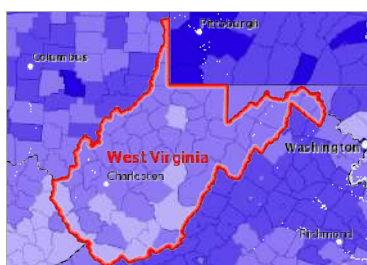 Pittsburgh
Columbus
Washington
West Virginia
Charleston
Richmond